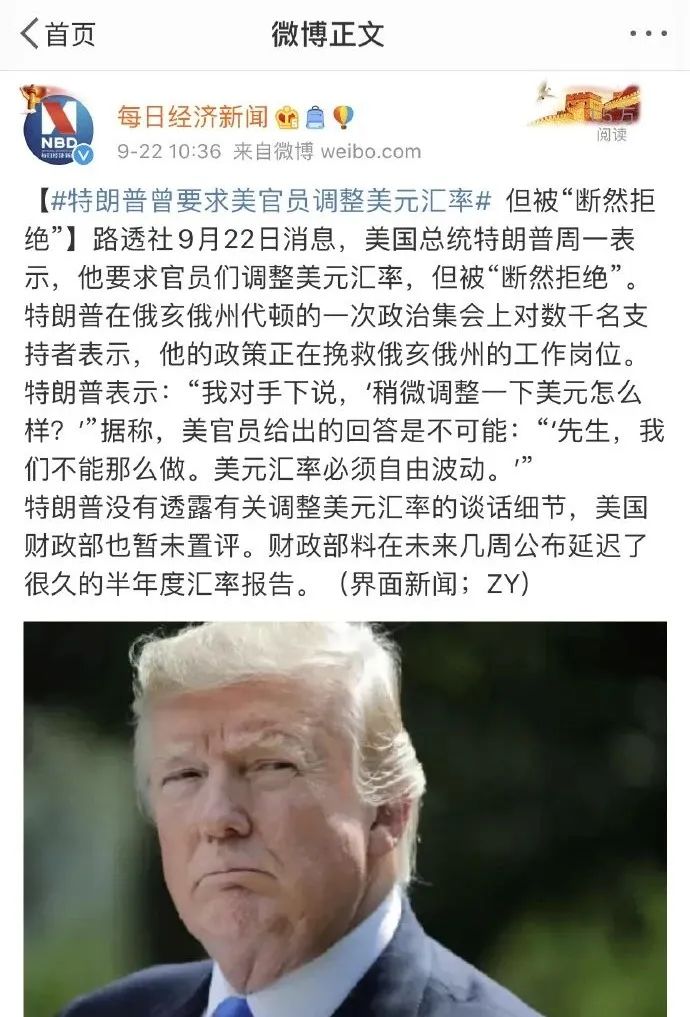 首页
微博正文
每日经济新闻
NBD
9-22 10:36 来自微博 weibo.com
阅读
【#特朗普曾要求美官员调整美元汇率# 但被“断然拒
绝”】路透社9月22日消息，美国总统特朗普周一表
示，他要求官员们调整美元汇率，但被“断然拒绝”。
特朗普在俄亥俄州代顿的一次政治集会上对数千名支
持者表示，他的政策正在挽救俄亥俄州的工作岗位。
特朗普表示：“我对手下说，‘稍微调整一下美元怎么
样？’”据称，美官员给出的回答是不可能：“‘先生，我
们不能那么做。美元汇率必须自由波动。’”
特朗普没有透露有关调整美元汇率的谈话细节，美国
财政部也暂未置评。财政部料在未来几周公布延迟了
很久的半年度汇率报告。（界面新闻；ZY）